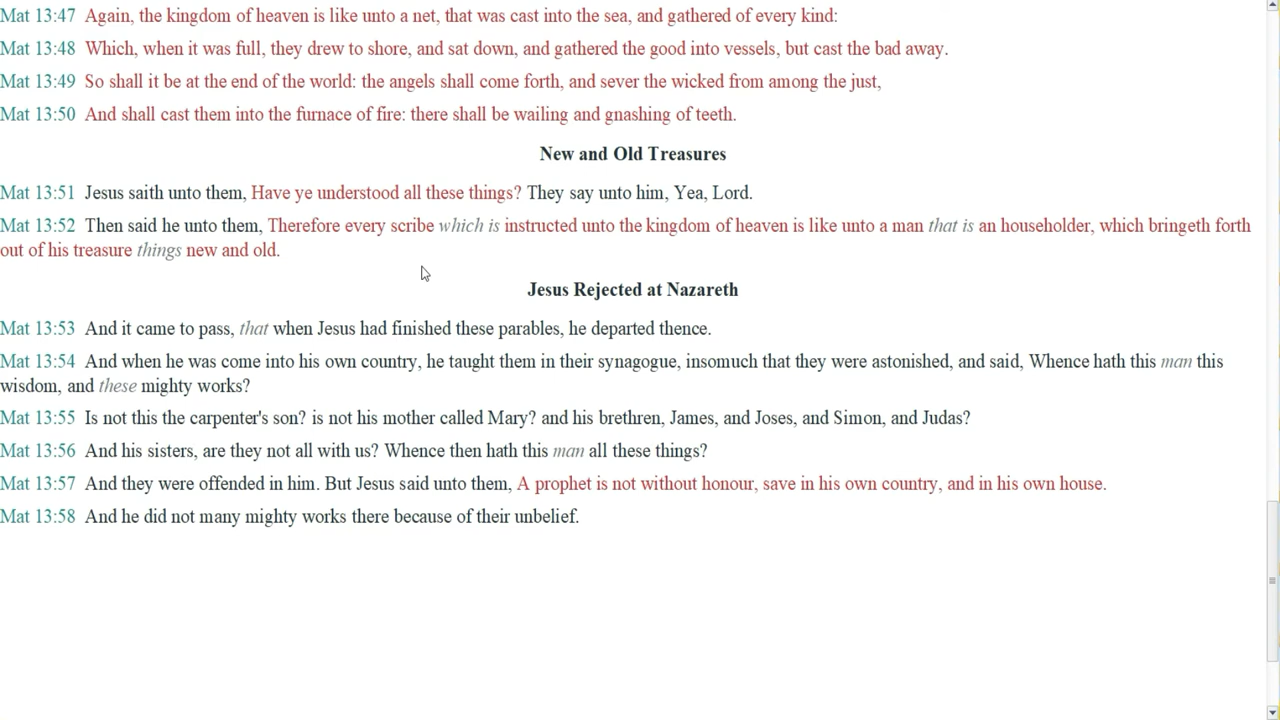 Mat 13:47 Again, the kingdom of heaven is like unto a net, that was cast into the sea, and gathered of every kind:
Mat 13:48 Which, when it was full, they drew to shore, and sat down, and gathered the good into vessels, but cast the bad away.
Mat 13:49 So shall it be at the end of the world: the angels shall come forth, and sever the wicked from among the just,
Mat 13:50 And shall cast them into the furnace of fire: there shall be wailing and gnashing of teeth.
New and Old Treasures
Mat 13:51 Jesus saith unto them, Have ye understood all these things? They say unto him, Yea, Lord.
Mat 13:52 Then said he unto them, Therefore every scribe which is instructed unto the kingdom of heaven is like unto a man that is an householder, which bringeth forth
out of his treasure things new and old.
Jesus Rejected at Nazareth
Mat 13:53 And it came to pass, that when Jesus had finished these parables, he departed thence.
Mat 13:54 And when he was come into his own country, he taught them in their synagogue, insomuch that they were astonished, and said, Whence hath this man this
wisdom, and these mighty works?
Mat 13:55 Is not this the carpenter's son? is not his mother called Mary? and his brethren, James, and Joses, and Simon, and Judas?
Mat 13:56 And his sisters, are they not all with us? Whence then hath this man all these things?
Mat 13:57 And they were offended in him. But Jesus said unto them, A prophet is not without honour, save in his own country, and in his own house.
Mat 13:58 And he did not many mighty works there because of their unbelief.